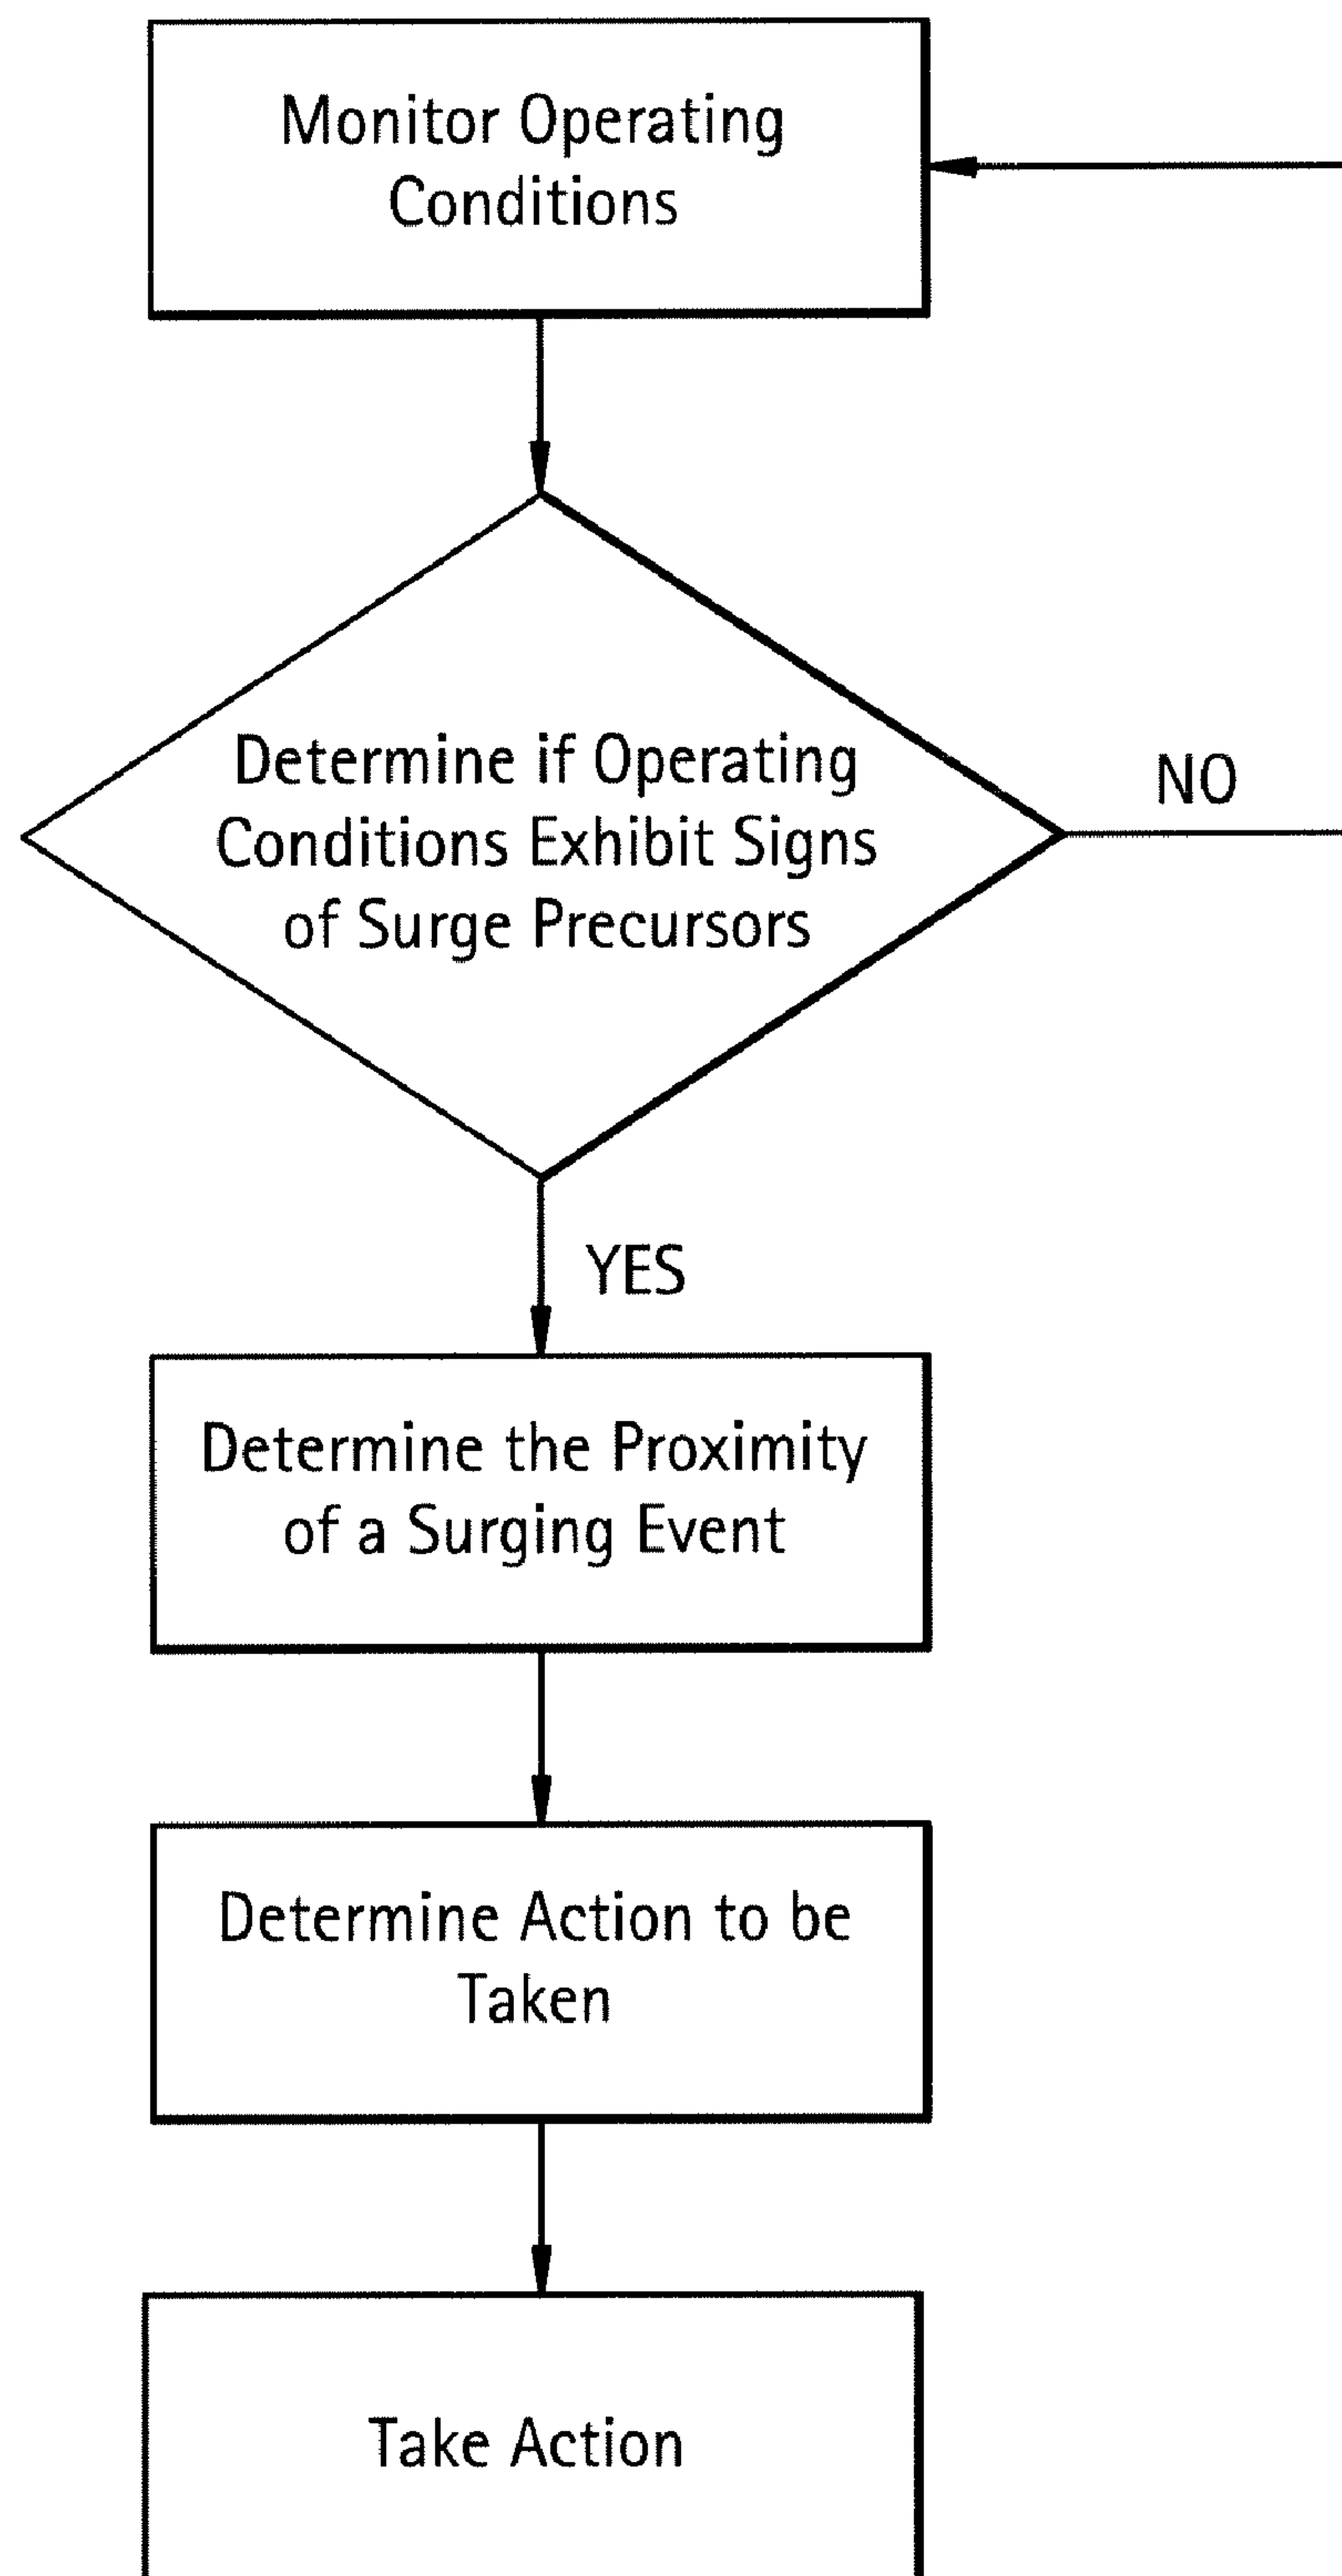 Monitor Operating
Conditions
Determine if Operating
Conditions Exhibit Signs
of Surge Precursors
NO
YES
Determine the Proximity
of a Surging Event
Determine Action to be
Taken
Take Action